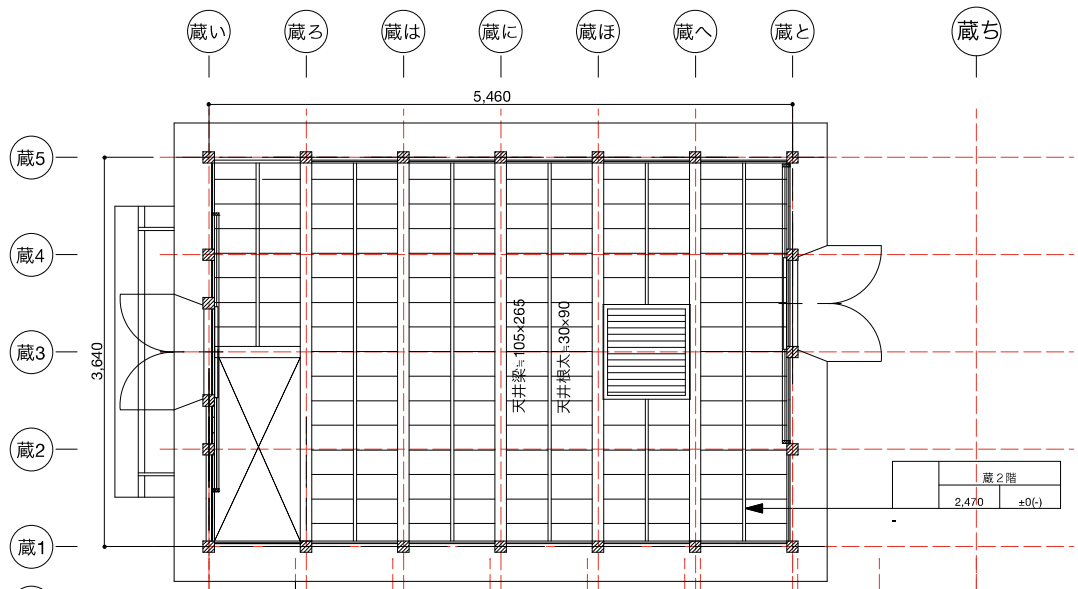 蔵い
蔵ろ
蔵は
蔵に
蔵ほ
蔵へ
蔵と
蔵ち
5,460
蔵5
蔵4
蔵3
蔵2
蔵1
3,640
天井梁≒105×265
天井根太≒30×90
蔵2階
2,470
±0(-)
-